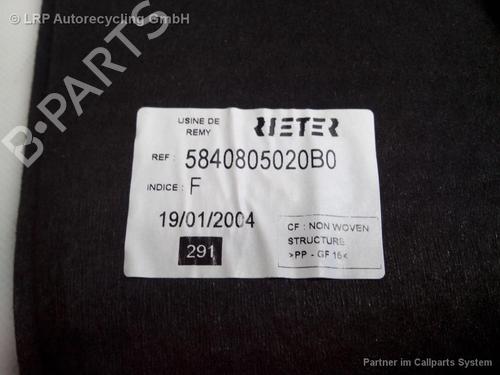 LRP Autorecycling GmbH
B-PARTS
USINE DE
REMY
RIETER
REF : 5840805020B0
INDICE : F
19/01/2004
291
CF : NON WOVEN
STRUCTURE
>PP - GF 15<
Partner im Callparts System